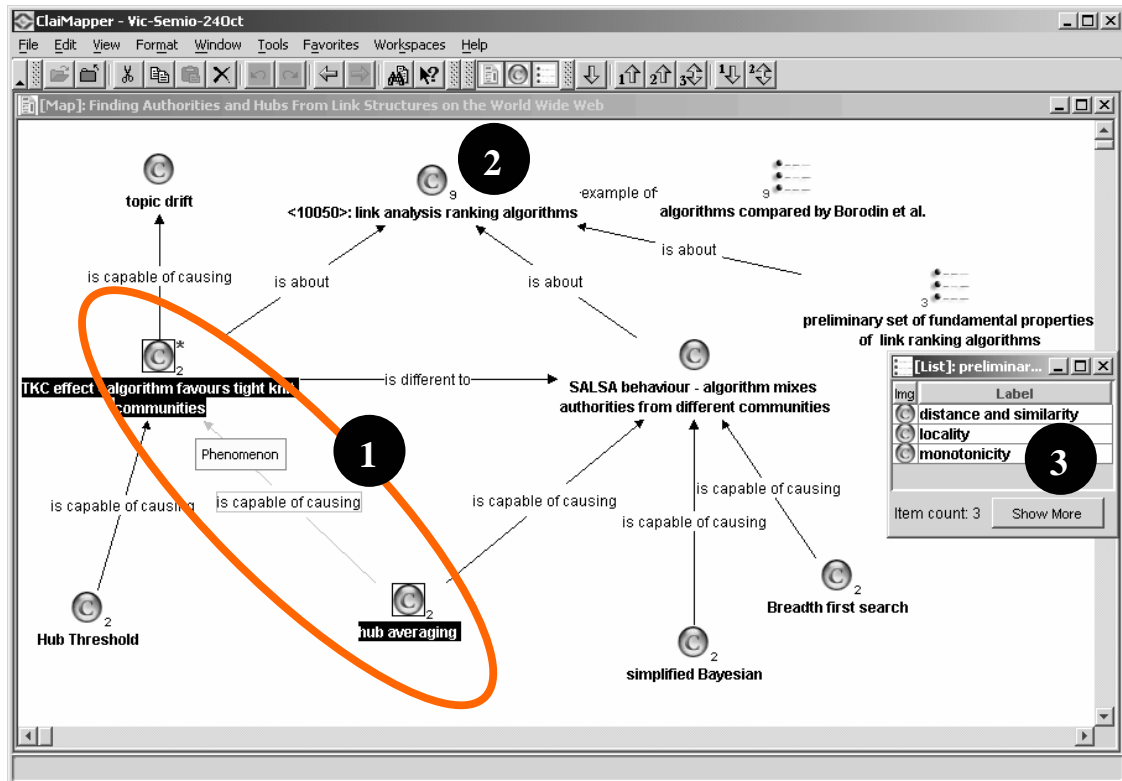 ClaiMapper - Vic-Semio-24Oct
File Edit View Format Window Tools Favorites Workspaces Help
[Map]: Finding Authorities and Hubs From Link Structures on the World Wide Web
2
topic drift
9
<10050>: link analysis ranking algorithms
example of
9
algorithms compared by Borodin et al.
is about
is capable of causing
is about
is about
3
preliminary set of fundamental properties
of link ranking algorithms
*
2
TKC effect - algorithm favours tight knit
communities
is different to
SALSA behaviour - algorithm mixes
authorities from different communities
[List]: preliminar...
Img Label
distance and similarity
locality
monotonicity
3
Item count: 3 Show More
1
Phenomenon
is capable of causing
is capable of causing
is capable of causing
is capable of causing
is capable of causing
2
Hub Threshold
2
hub averaging
2
Breadth first search
2
simplified Bayesian